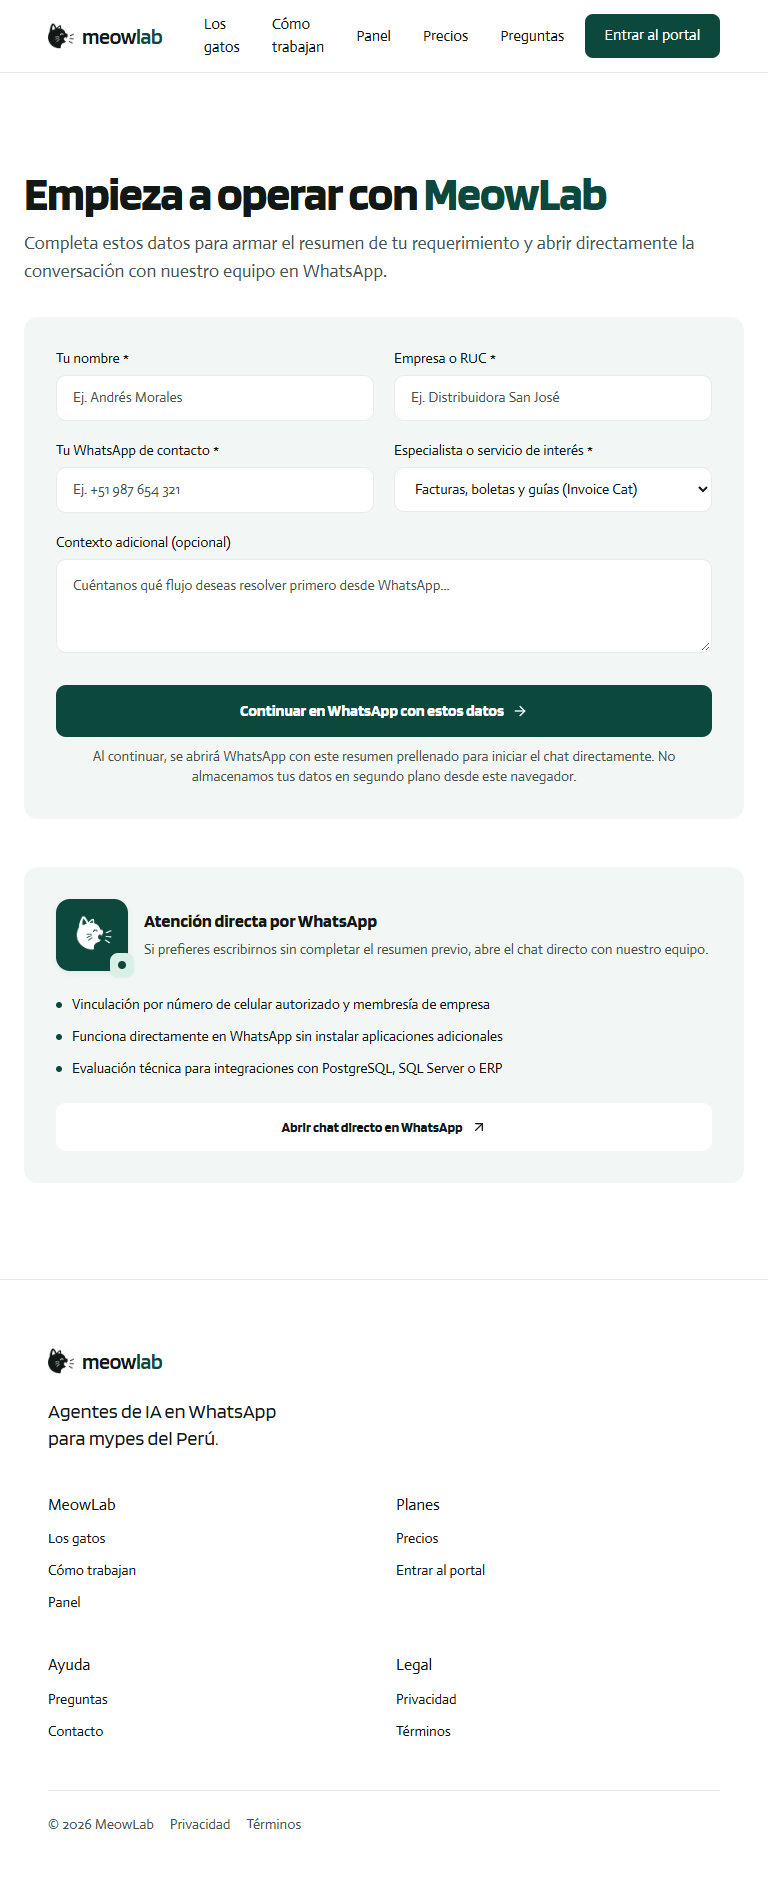 meowlab
Los
gatos
Cómo
trabajan
Panel
Precios
Preguntas
Entrar al portal
Empieza a operar con MeowLab
Completa estos datos para armar el resumen de tu requerimiento y abrir directamente la
conversación con nuestro equipo en WhatsApp.
Tu nombre *
Empresa o RUC *
Ej. Andrés Morales
Ej. Distribuidora San José
Tu WhatsApp de contacto *
Especialista o servicio de interés *
Ej. +51 987 654 321
Facturas, boletas y guías (Invoice Cat)
Contexto adicional (opcional)
Cuéntanos qué flujo deseas resolver primero desde WhatsApp...
Continuar en WhatsApp con estos datos →
Al continuar, se abrirá WhatsApp con este resumen prellenado para iniciar el chat directamente. No
almacenamos tus datos en segundo plano desde este navegador.
Atención directa por WhatsApp
Si prefieres escribirnos sin completar el resumen previo, abre el chat directo con nuestro equipo.
Vinculación por número de celular autorizado y membresía de empresa
Funciona directamente en WhatsApp sin instalar aplicaciones adicionales
Evaluación técnica para integraciones con PostgreSQL, SQL Server o ERP
Abrir chat directo en WhatsApp ↗
meowlab
Agentes de IA en WhatsApp
para mypes del Perú.
MeowLab
Los gatos
Cómo trabajan
Panel
Planes
Precios
Entrar al portal
Ayuda
Preguntas
Contacto
Legal
Privacidad
Términos
© 2026 MeowLab Privacidad Términos